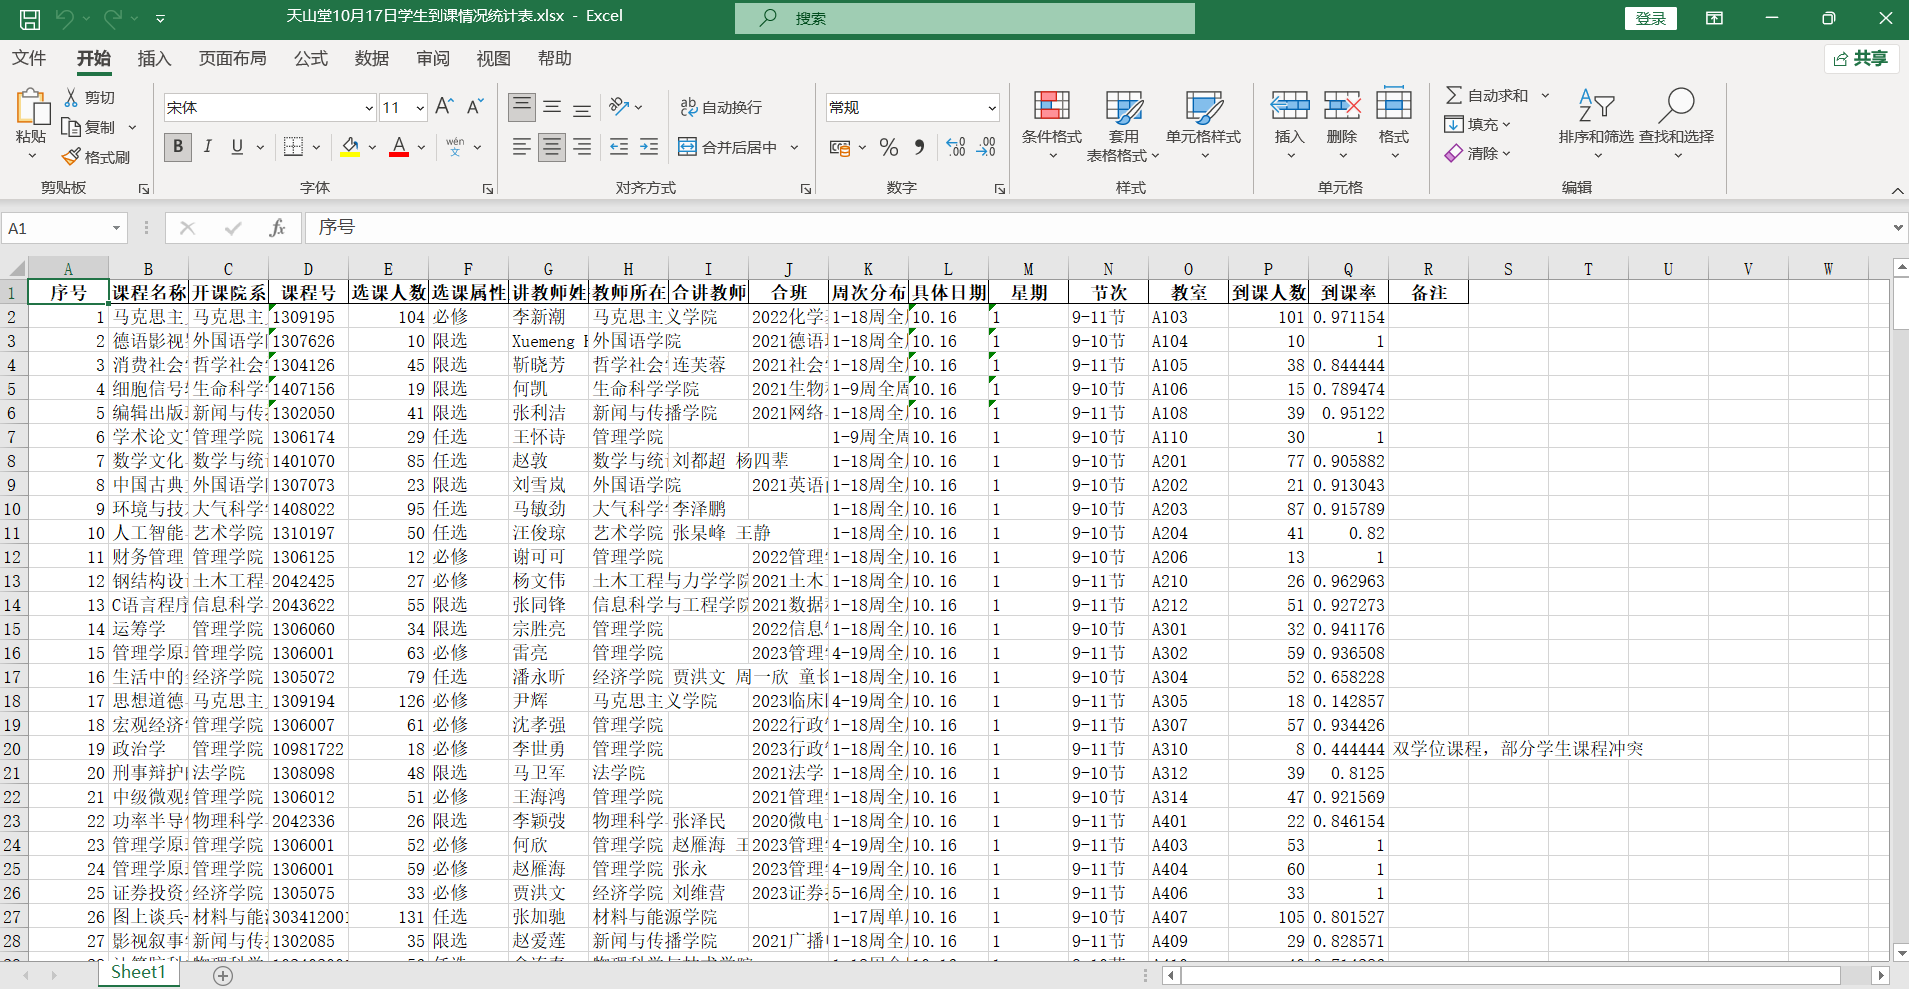 天山堂10月17日学生到课情况统计表.xlsx - Excel
搜索
登录
文件 开始 插入 页面布局 公式 数据 审阅 视图 帮助
共享
粘贴
剪切
复制
格式刷
剪贴板
宋体 11
B I U
wén 文
字体
自动换行
合并后居中
对齐方式
常规
%
数字
条件格式
套用
表格格式
单元格样式
样式
插入
删除
格式
单元格
自动求和
填充
清除
排序和筛选
查找和选择
编辑
A1 fx 序号
A B C D E F G H I J K L M N O P Q R S T U V W
1 序号 课程名称 开课院系 课程号 选课人数 选课属性 讲教师姓 教师所在 合讲教师 合班 周次分布 具体日期 星期 节次 教室 到课人数 到课率 备注
2 1 马克思主 马克思主 1309195 104 必修 李新潮 马克思主义学院 2022化学 1-18周全 10.16 1 9-11节 A103 101 0.971154
3 2 德语影视 外国语学 1307626 10 限选 Xuemeng 外国语学院 2021德语 1-18周全 10.16 1 9-10节 A104 10 1
4 3 消费社会 哲学社会 1304126 45 限选 靳晓芳 哲学社会 连芙蓉 2021社会 1-18周全 10.16 1 9-11节 A105 38 0.844444
5 4 细胞信号 生命科学 1407156 19 限选 何凯 生命科学学院 2021生物 1-9周全周 10.16 1 9-10节 A106 15 0.789474
6 5 编辑出版 新闻与传 1302050 41 限选 张利洁 新闻与传播学院 2021网络 1-18周全 10.16 1 9-11节 A108 39 0.95122
7 6 学术论文 管理学院 1306174 29 任选 王怀诗 管理学院 1-9周全周 10.16 1 9-10节 A110 30 1
8 7 数学文化 数学与统 1401070 85 任选 赵敦 数学与统 刘都超 杨四辈 1-18周全 10.16 1 9-10节 A201 77 0.905882
9 8 中国古典 外国语学 1307073 23 限选 刘雪岚 外国语学院 2021英语 1-18周全 10.16 1 9-10节 A202 21 0.913043
10 9 环境与技 大气科学 1408022 95 任选 马敏劲 大气科学 李泽鹏 1-18周全 10.16 1 9-10节 A203 87 0.915789
11 10 人工智能 艺术学院 1310197 50 任选 汪俊琼 艺术学院 张杲峰 王静 1-18周全 10.16 1 9-10节 A204 41 0.82
12 11 财务管理 管理学院 1306125 12 必修 谢可可 管理学院 2022管理 1-18周全 10.16 1 9-10节 A206 13 1
13 12 钢结构设 土木工程 2042425 27 必修 杨文伟 土木工程与力学学院 2021土木 1-18周全 10.16 1 9-11节 A210 26 0.962963
14 13 C语言程序 信息科学 2043622 55 限选 张同锋 信息科学与工程学院 2021数据 1-18周全 10.16 1 9-11节 A212 51 0.927273
15 14 运筹学 管理学院 1306060 34 限选 宗胜亮 管理学院 2022信息 1-18周全 10.16 1 9-10节 A301 32 0.941176
16 15 管理学原 管理学院 1306001 63 必修 雷亮 管理学院 2023管理 4-19周全 10.16 1 9-11节 A302 59 0.936508
17 16 生活中的 经济学院 1305072 79 任选 潘永昕 经济学院 贾洪文 周一欣 童长 1-18周全 10.16 1 9-10节 A304 52 0.658228
18 17 思想道德 马克思主 1309194 126 必修 尹辉 马克思主义学院 2023临床 4-19周全 10.16 1 9-11节 A305 18 0.142857
19 18 宏观经济 管理学院 1306007 61 必修 沈孝强 管理学院 2022行政 1-18周全 10.16 1 9-11节 A307 57 0.934426
20 19 政治学 管理学院 10981722 18 必修 李世勇 管理学院 2023行政 1-18周全 10.16 1 9-11节 A310 8 0.444444 双学位课程，部分学生课程冲突
21 20 刑事辩护 法学院 1308098 48 限选 马卫军 法学院 2021法学 1-18周全 10.16 1 9-10节 A312 39 0.8125
22 21 中级微观 管理学院 1306012 51 必修 王海鸿 管理学院 2021管理 1-18周全 10.16 1 9-10节 A314 47 0.921569
23 22 功率半导 物理科学 2042336 26 限选 李颖弢 物理科学 张泽民 2020微电 1-18周全 10.16 1 9-11节 A401 22 0.846154
24 23 管理学原 管理学院 1306001 52 必修 何欣 管理学院 赵雁海 王 2023管理 4-19周全 10.16 1 9-11节 A403 53 1
25 24 管理学原 管理学院 1306001 59 必修 赵雁海 管理学院 张永 2023管理 4-19周全 10.16 1 9-11节 A404 60 1
26 25 证券投资 经济学院 1305075 33 必修 贾洪文 经济学院 刘维营 2023证券 5-16周全 10.16 1 9-11节 A406 33 1
27 26 图上谈兵 材料与能 303412001 131 任选 张加驰 材料与能源学院 1-17周单 10.16 1 9-10节 A407 105 0.801527
28 27 影视叙事 新闻与传 1302085 35 限选 赵爱莲 新闻与传播学院 2021广播 1-18周全 10.16 1 9-11节 A409 29 0.828571
Sheet1